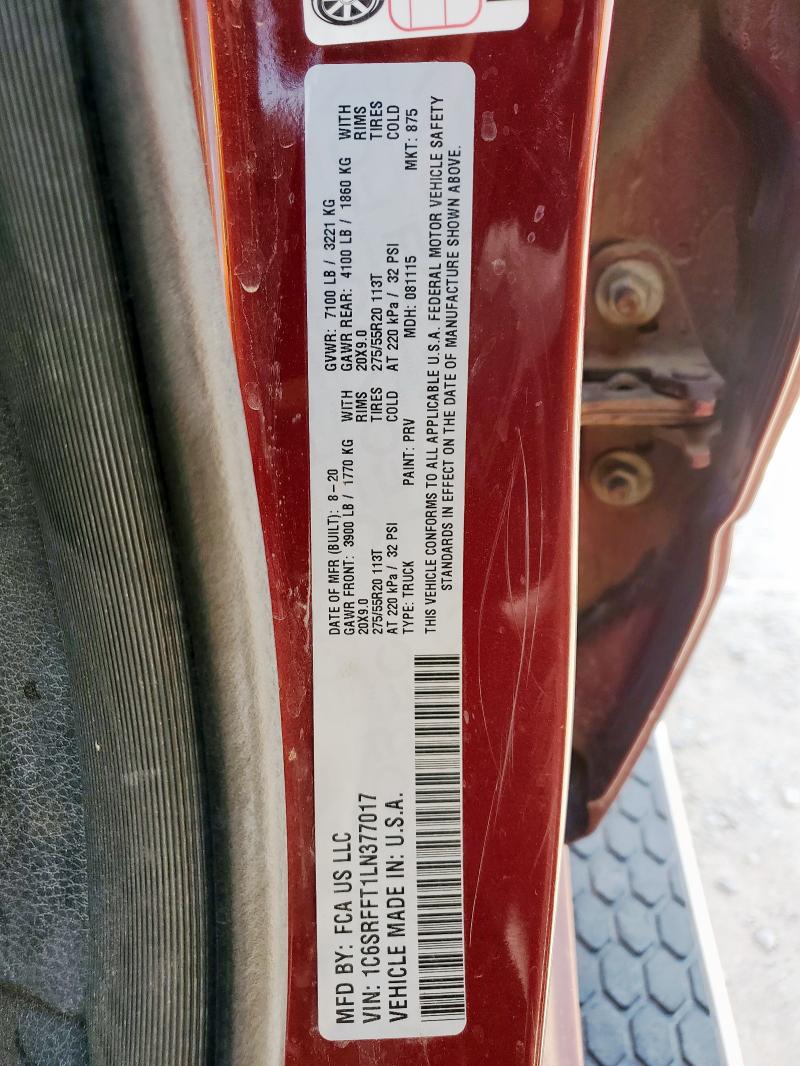 MFD BY: FCA US LLC
VIN: 1C6SRFFT1LN377017
VEHICLE MADE IN: U.S.A.
DATE OF MFR (BUILT): 8-20 GVWR: 7100 LB / 3221 KG
GAWR FRONT: 3900 LB / 1770 KG WITH GAWR REAR: 4100 LB / 1860 KG WITH
20X9.0 RIMS 20X9.0 RIMS
275/55R20 113T TIRES 275/55R20 113T TIRES
AT 220 kPa / 32 PSI COLD AT 220 kPa / 32 PSI COLD
TYPE: TRUCK PAINT: PRV MDH: 081115 MKT: 875
THIS VEHICLE CONFORMS TO ALL APPLICABLE U.S.A. FEDERAL MOTOR VEHICLE SAFETY
STANDARDS IN EFFECT ON THE DATE OF MANUFACTURE SHOWN ABOVE.